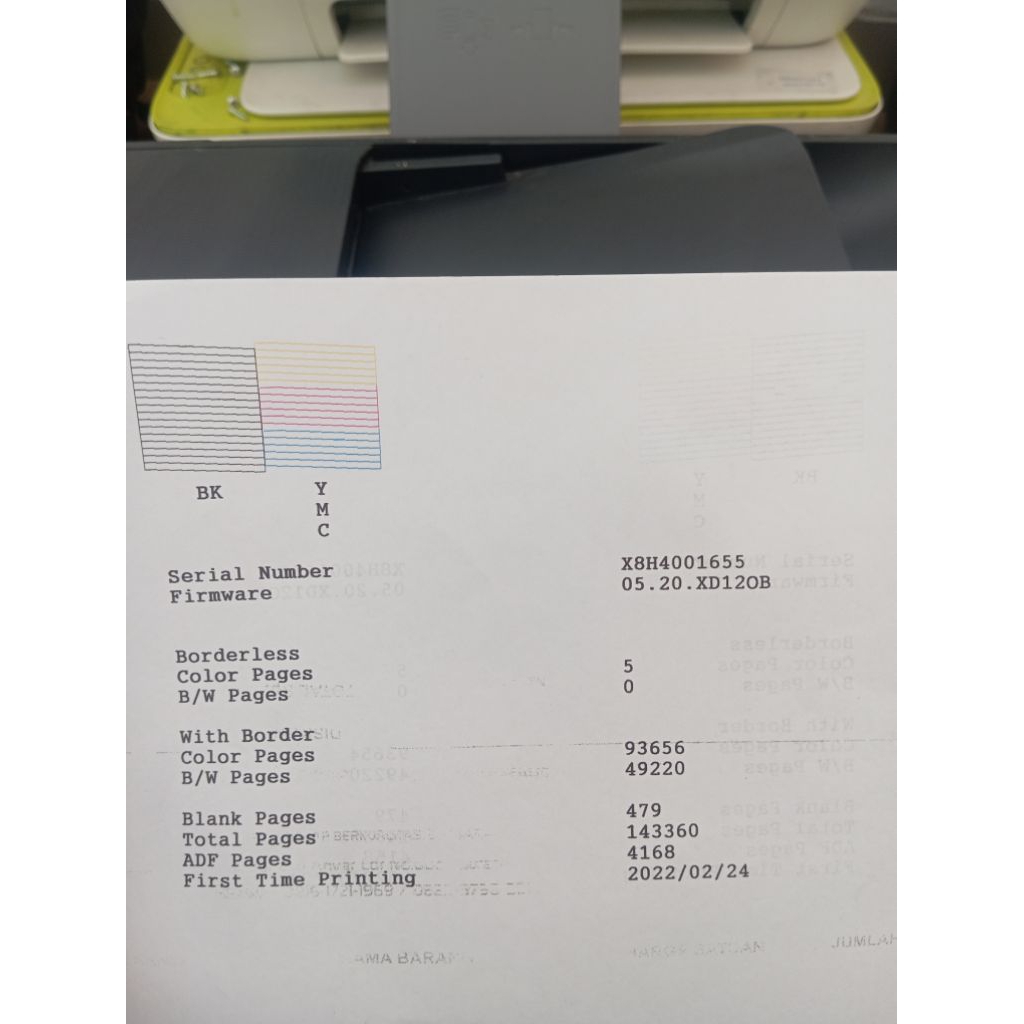 BK
Y
M
C
Serial Number X8H4001655
Firmware 05.20.XD12OB
Borderless
Color Pages 5
B/W Pages 0
With Border
Color Pages 93656
B/W Pages 49220
Blank Pages 479
Total Pages 143360
ADF Pages 4168
First Time Printing 2022/02/24
JUMLAH